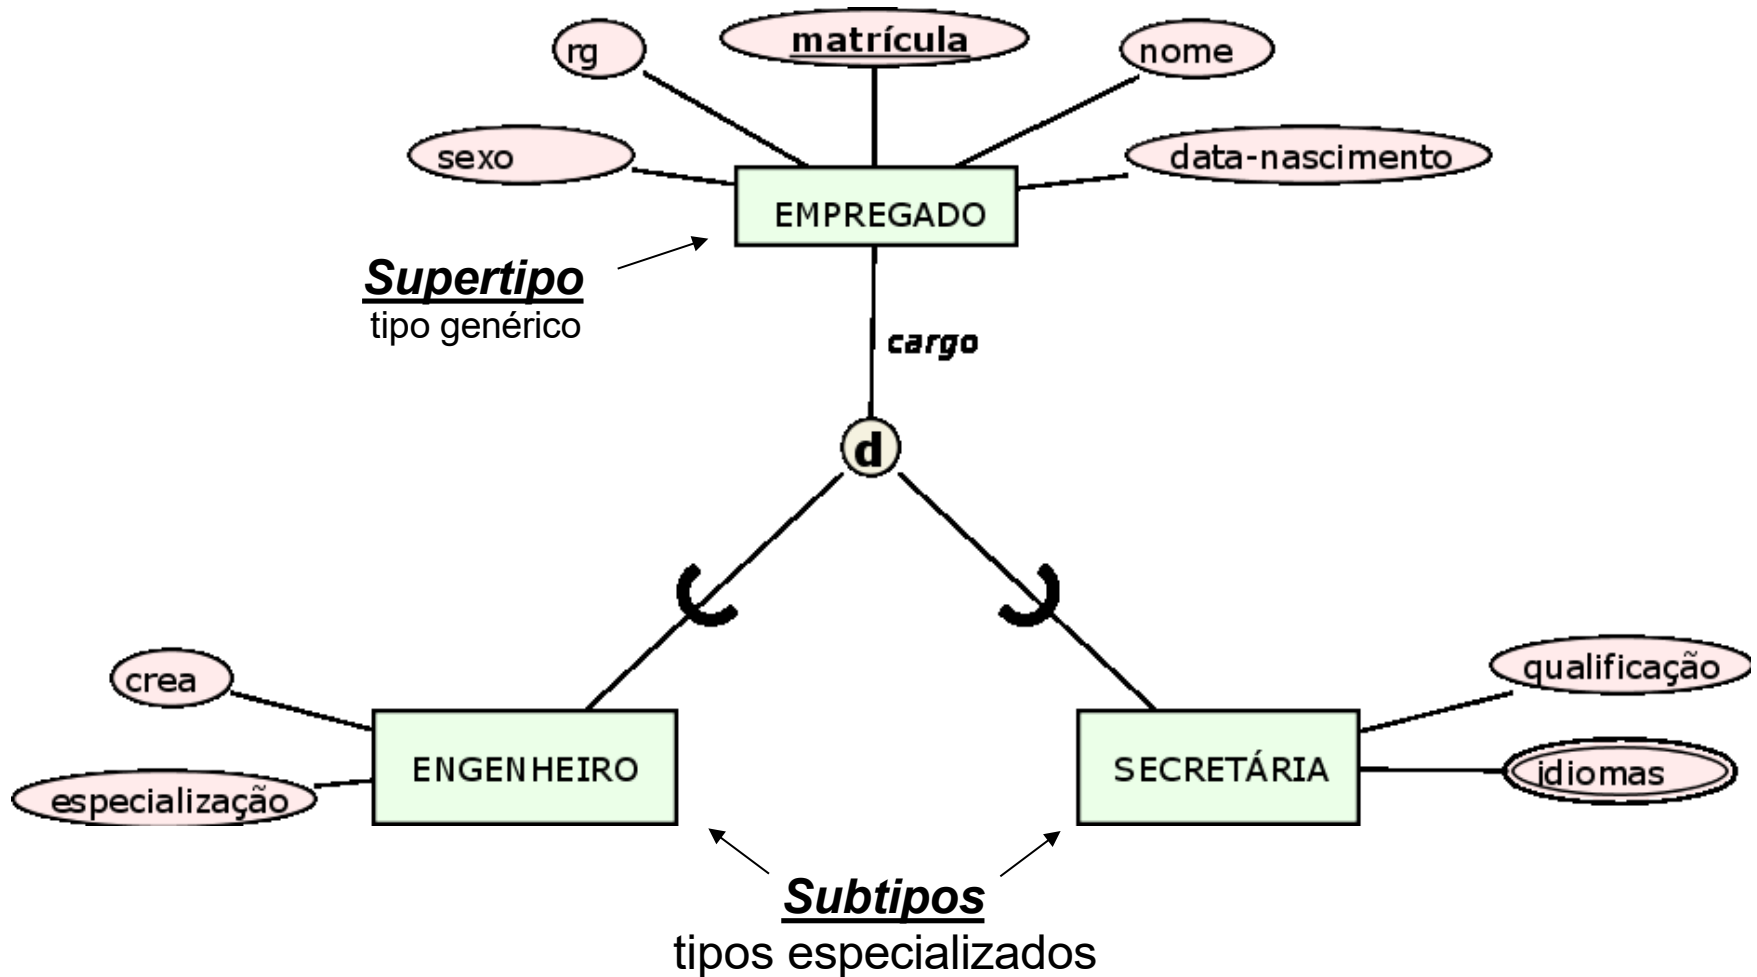 matrícula
rg
nome
sexo
data-nascimento
EMPREGADO
Supertipo
tipo genérico
cargo
d
crea
qualificação
ENGENHEIRO
SECRETÁRIA
idiomas
especialização
Subtipos
tipos especializados